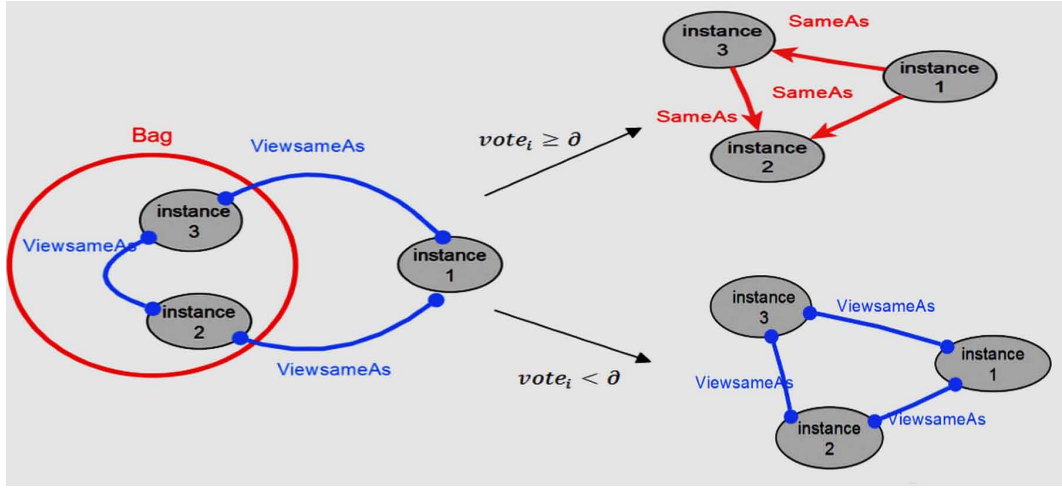 Bag
ViewsameAs
instance
3
ViewsameAs
instance
2
instance
1
ViewsameAs
vote_i ≥ ∂
vote_i < ∂
SameAs
instance
3
instance
1
SameAs
SameAs
instance
2
instance
3
ViewsameAs
instance
1
ViewsameAs
ViewsameAs
instance
2